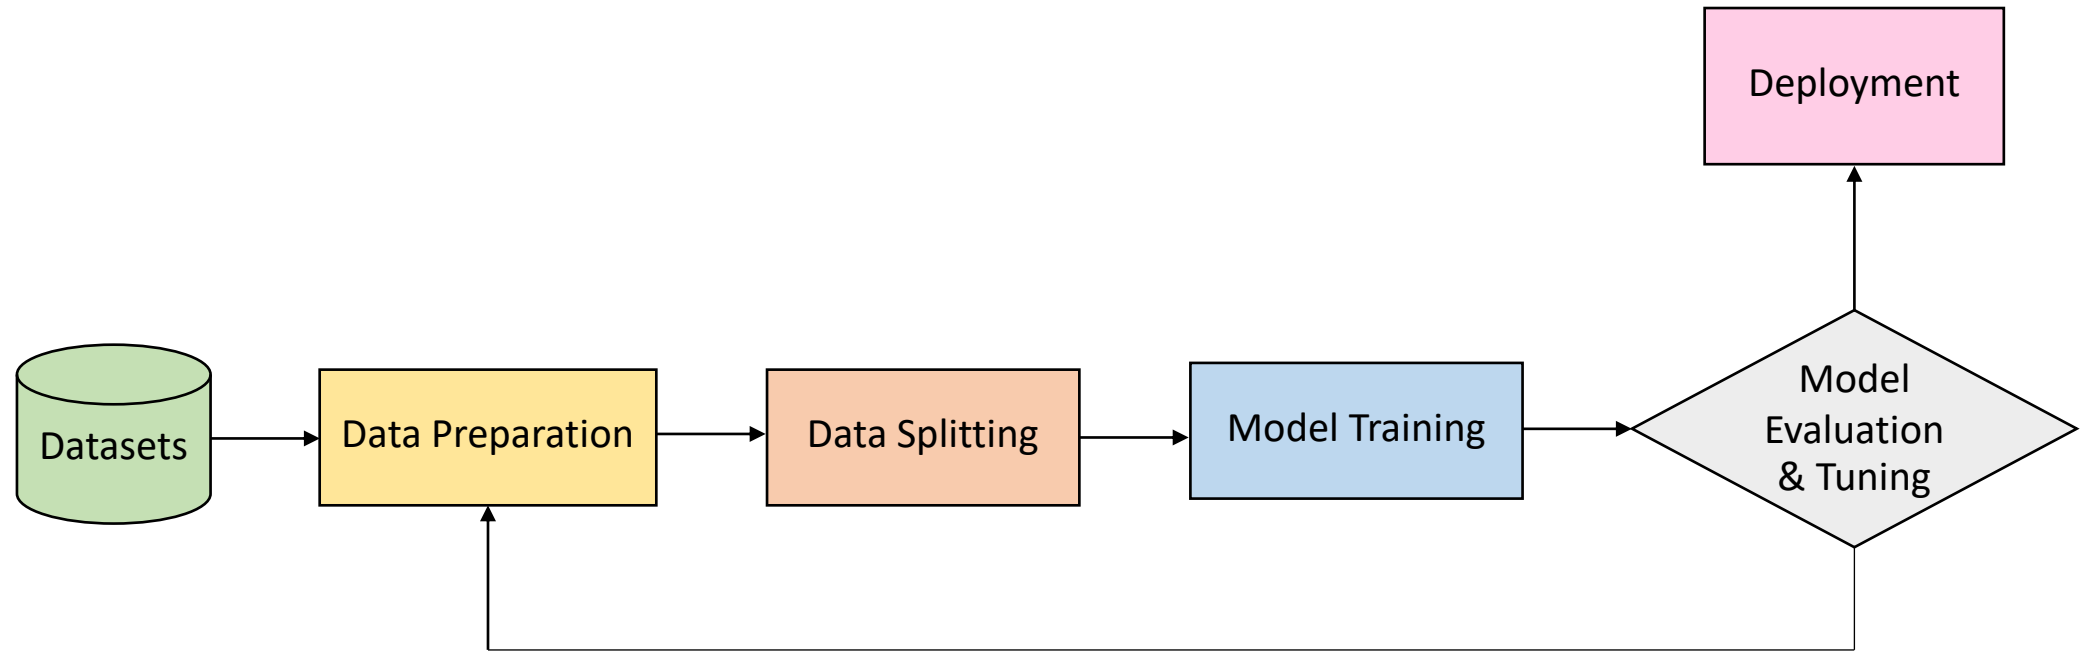 Deployment
Datasets
Data Preparation
Data Splitting
Model Training
Model
Evaluation
& Tuning